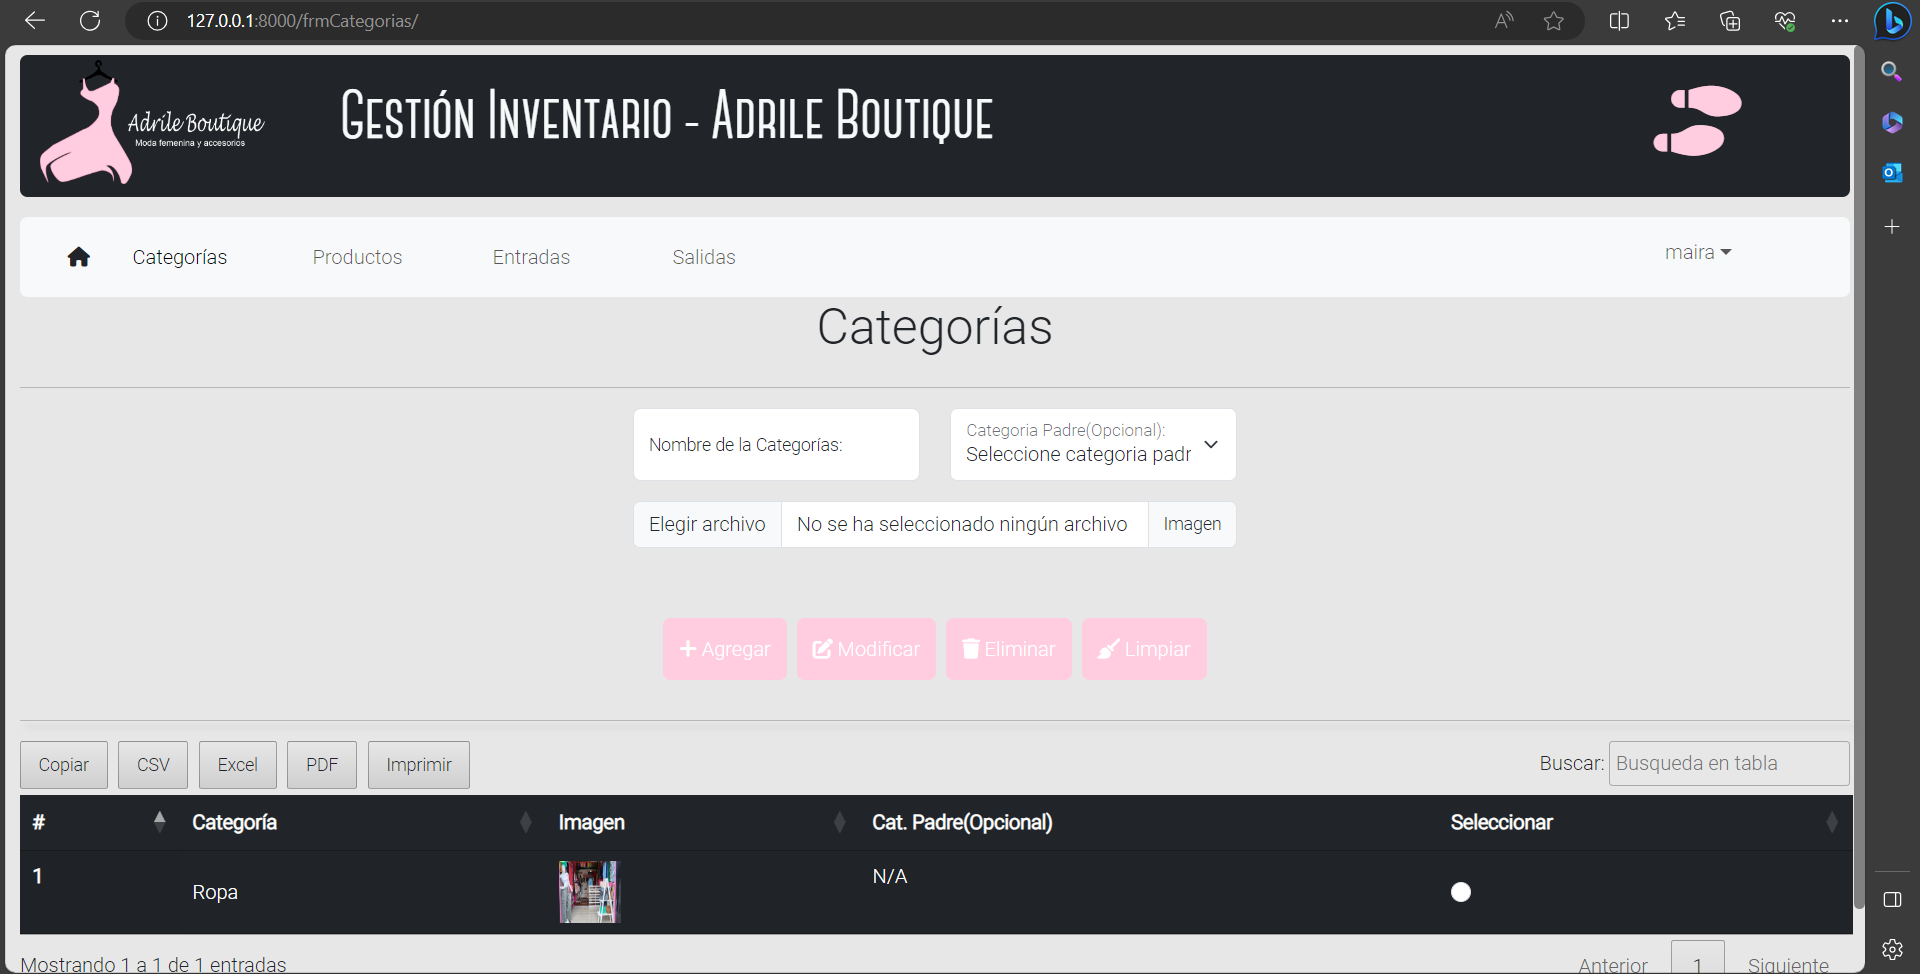 127.0.0.1:8000/frmCategorias/
Adrile Boutique
Moda femenina y accesorios
Gestión Inventario - Adrile Boutique
Categorías
Productos
Entradas
Salidas
maira
Categorías
Nombre de la Categorías:
Categoria Padre(Opcional):
Seleccione categoria padr
Elegir archivo
No se ha seleccionado ningún archivo
Imagen
Agregar
Modificar
Eliminar
Limpiar
Copiar
CSV
Excel
PDF
Imprimir
Buscar:
Busqueda en tabla
# Categoría Imagen Cat. Padre(Opcional) Seleccionar
1 Ropa N/A
Mostrando 1 a 1 de 1 entradas
Anterior 1 Siguiente